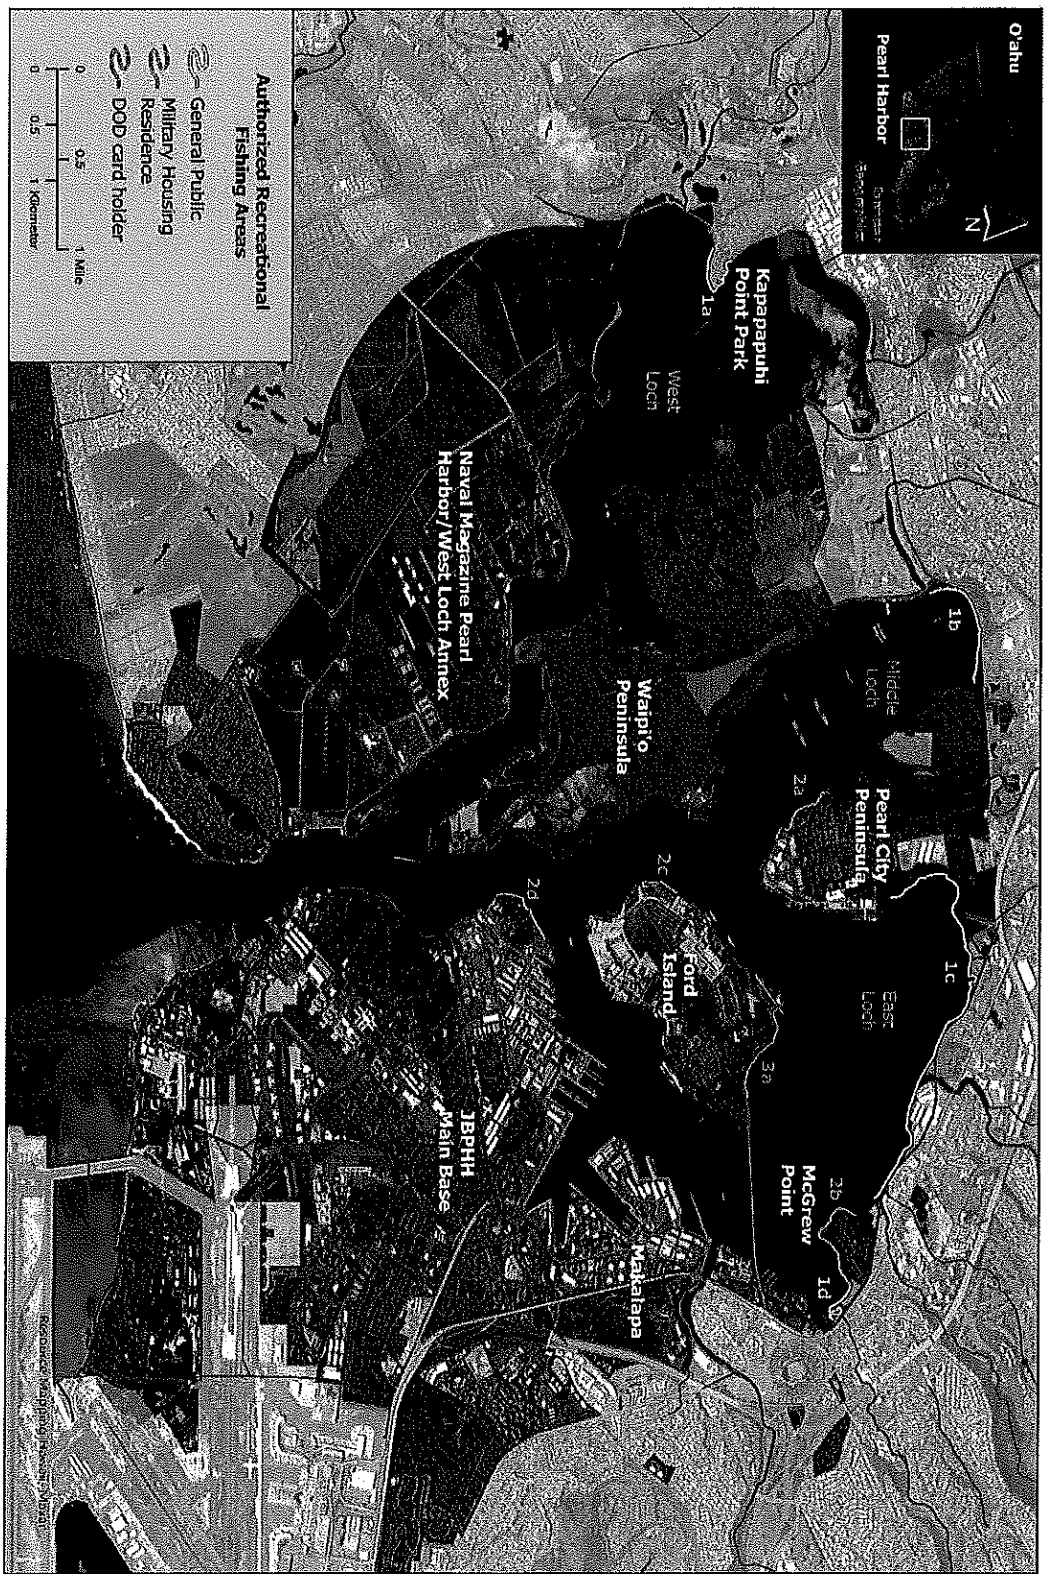 O'ahu
Pearl Harbor
N
Kapapapuhi
Point Park
1a
West
Loch
1b
Middle
Loch
Pearl City
Peninsula
2a
1c
East
Loch
Waipi'o
Peninsula
Naval Magazine Pearl
Harbor/West Loch Annex
2c
2d
Ford
Island
3a
McGrew
Point
2b
1d
JBPHH
Main Base
Makalapa
Authorized Recreational
Fishing Areas
General Public
Military Housing
Residence
DOD card holder
0 0.5 1 Mile
0 0.5 1 Kilometer